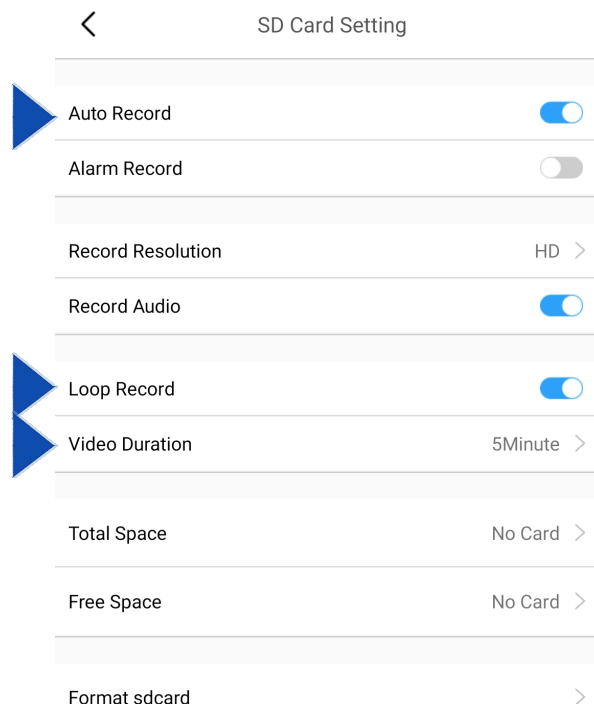 SD Card Setting
Auto Record
Alarm Record
Record Resolution HD
Record Audio
Loop Record
Video Duration 5Minute
Total Space No Card
Free Space No Card
Format sdcard